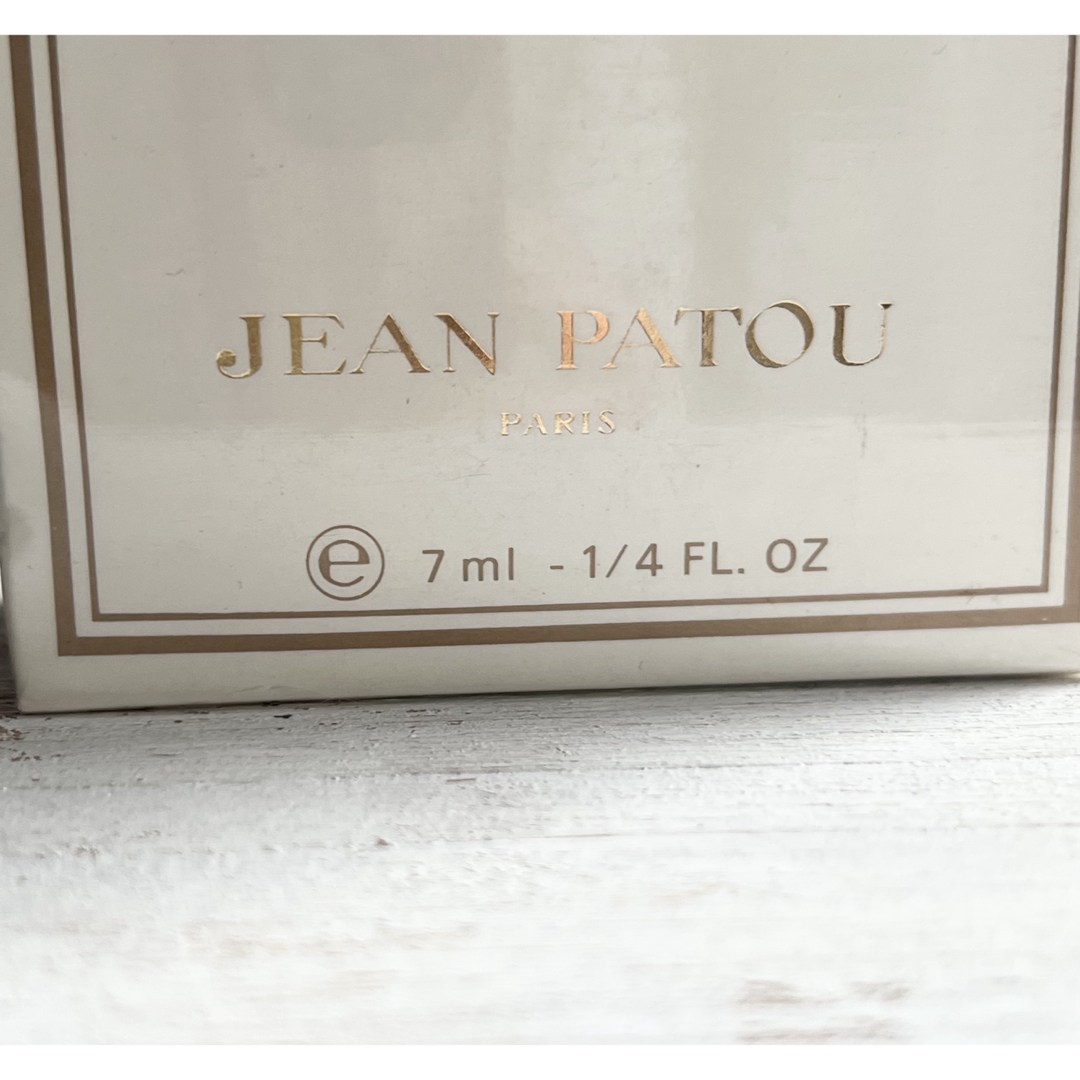 JEAN PATOU
PARIS
℮ 7 ml - 1/4 FL. OZ